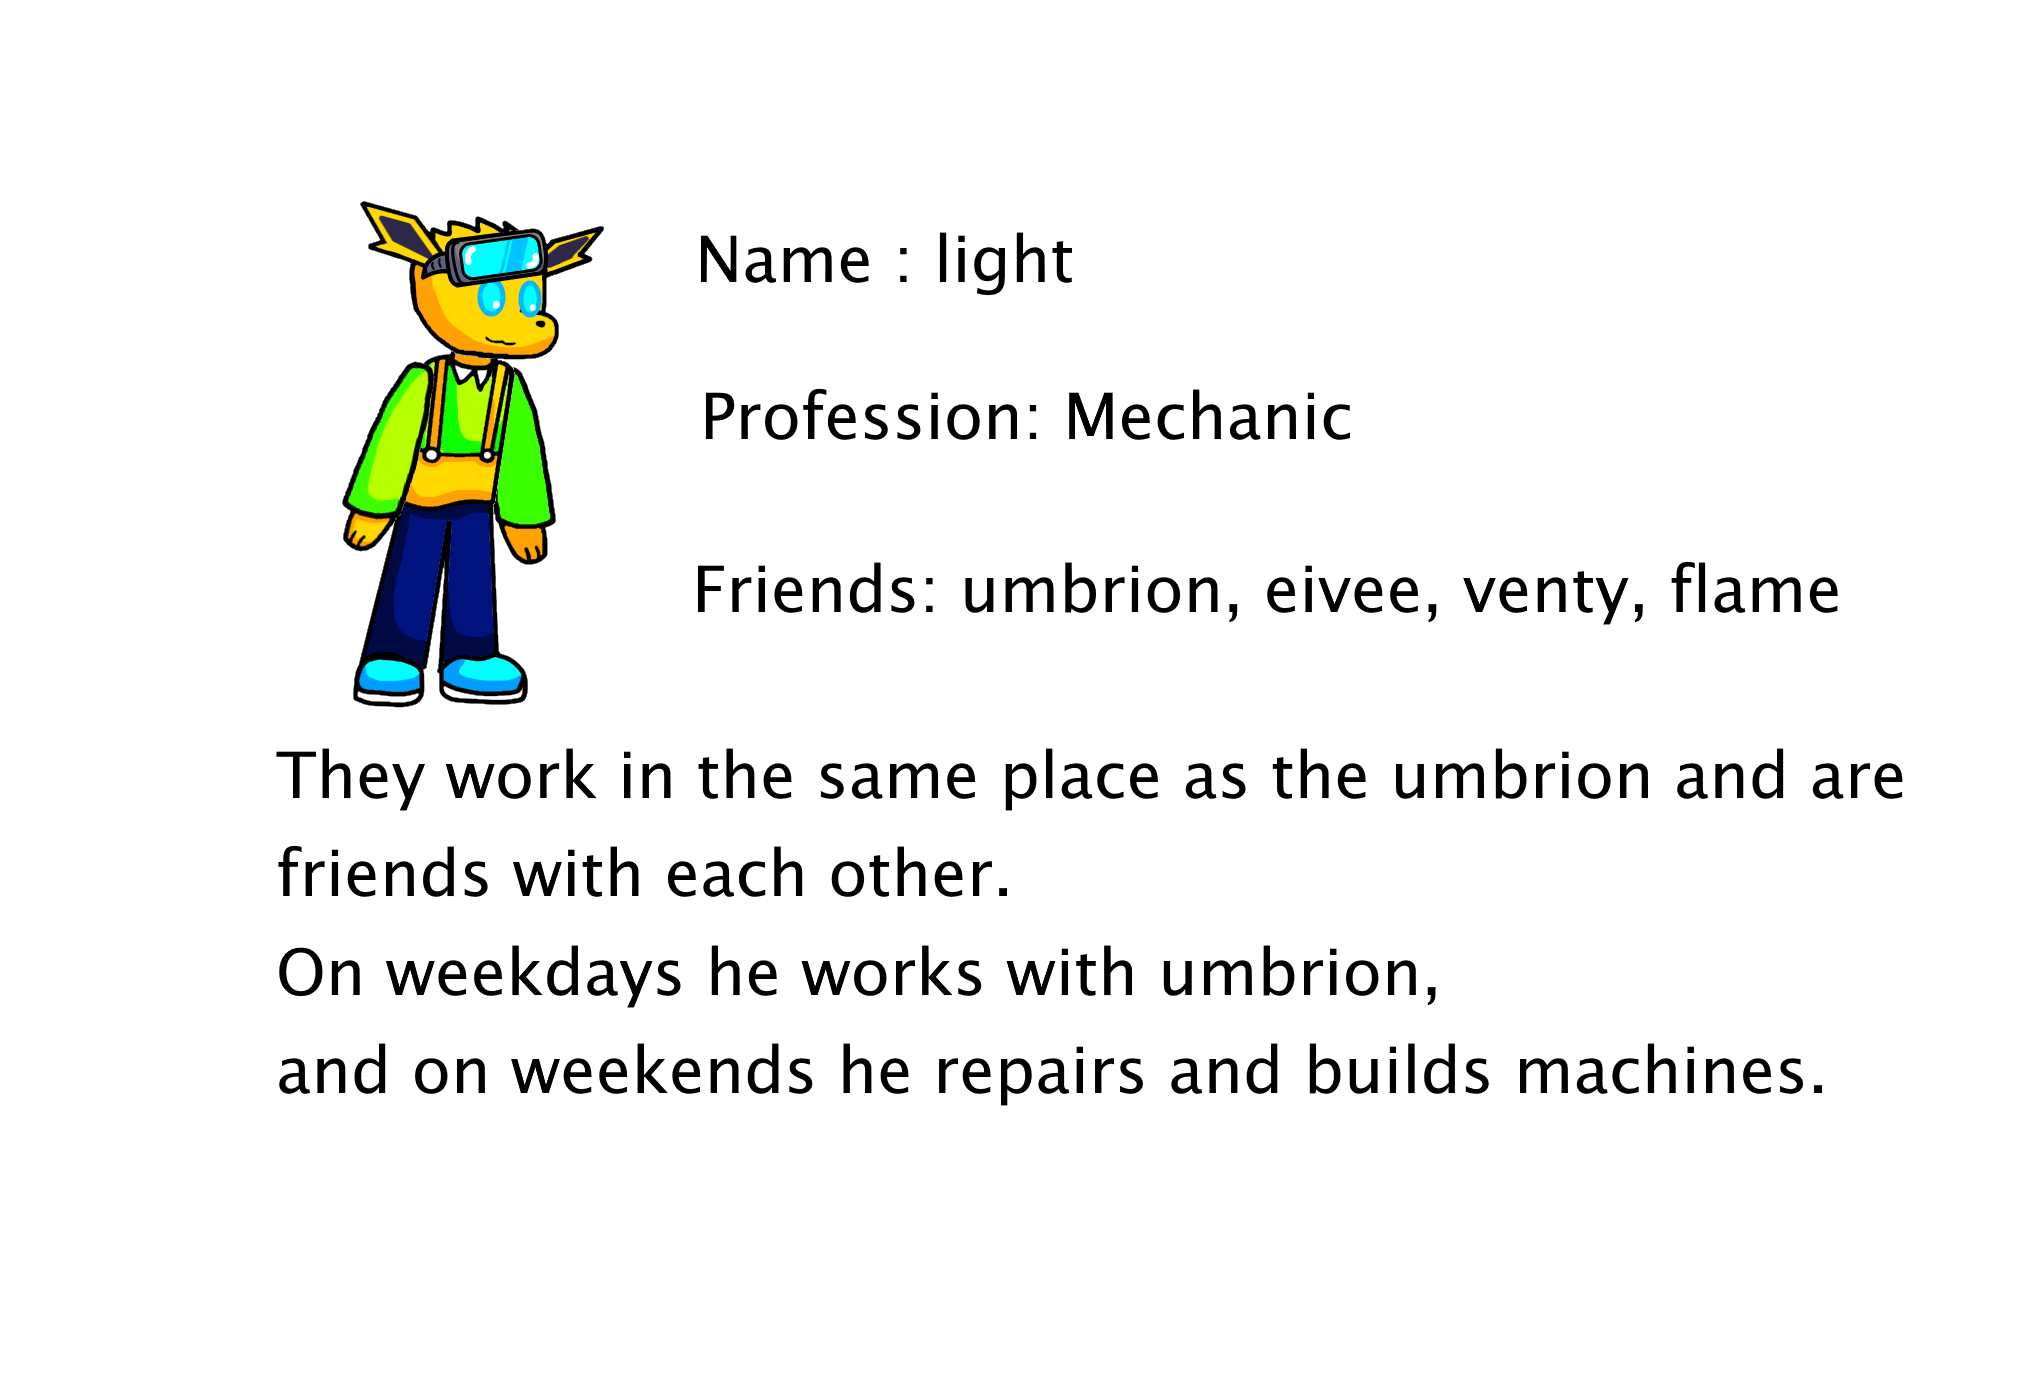 Name : light
Profession: Mechanic
Friends: umbrion, eivee, venty, flame
They work in the same place as the umbrion and are
friends with each other.
On weekdays he works with umbrion,
and on weekends he repairs and builds machines.